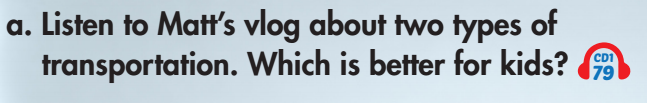 a. Listen to Matt's vlog about two types of
transportation. Which is better for kids? CD1
79